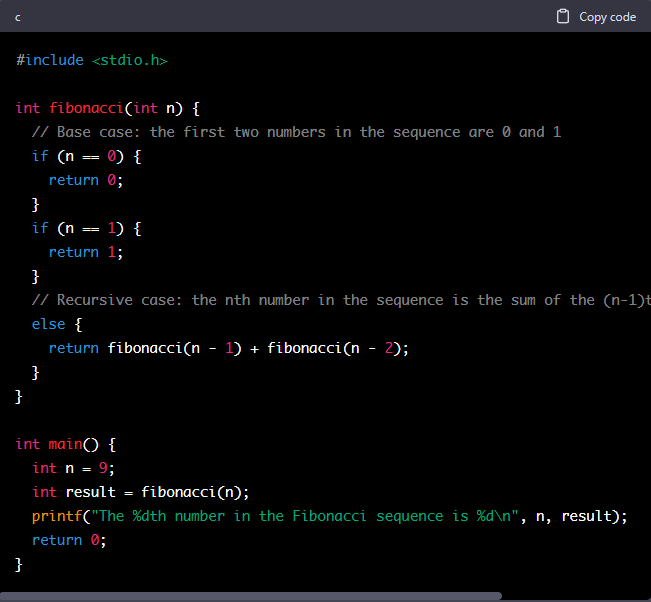 c
Copy code
#include <stdio.h>
int fibonacci(int n) {
// Base case: the first two numbers in the sequence are 0 and 1
if (n == 0) {
return 0;
}
if (n == 1) {
return 1;
}
// Recursive case: the nth number in the sequence is the sum of the (n-1)t
else {
return fibonacci(n - 1) + fibonacci(n - 2);
}
}
int main() {
int n = 9;
int result = fibonacci(n);
printf("The %dth number in the Fibonacci sequence is %d\n", n, result);
return 0;
}